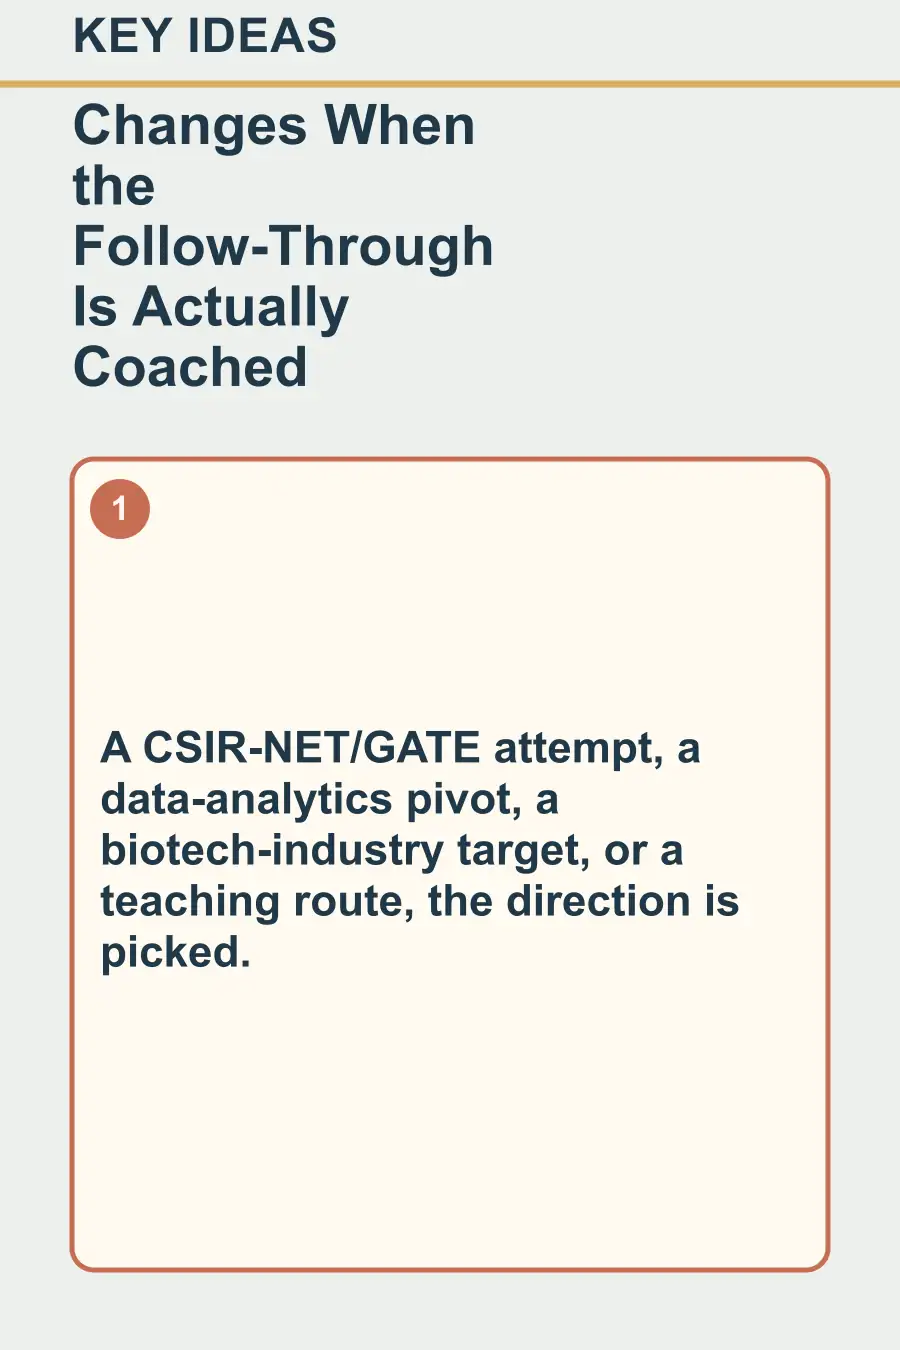 KEY IDEAS
Changes When
the
Follow-Through
Is Actually
Coached
1
A CSIR-NET/GATE attempt, a
data-analytics pivot, a
biotech-industry target, or a
teaching route, the direction is
picked.